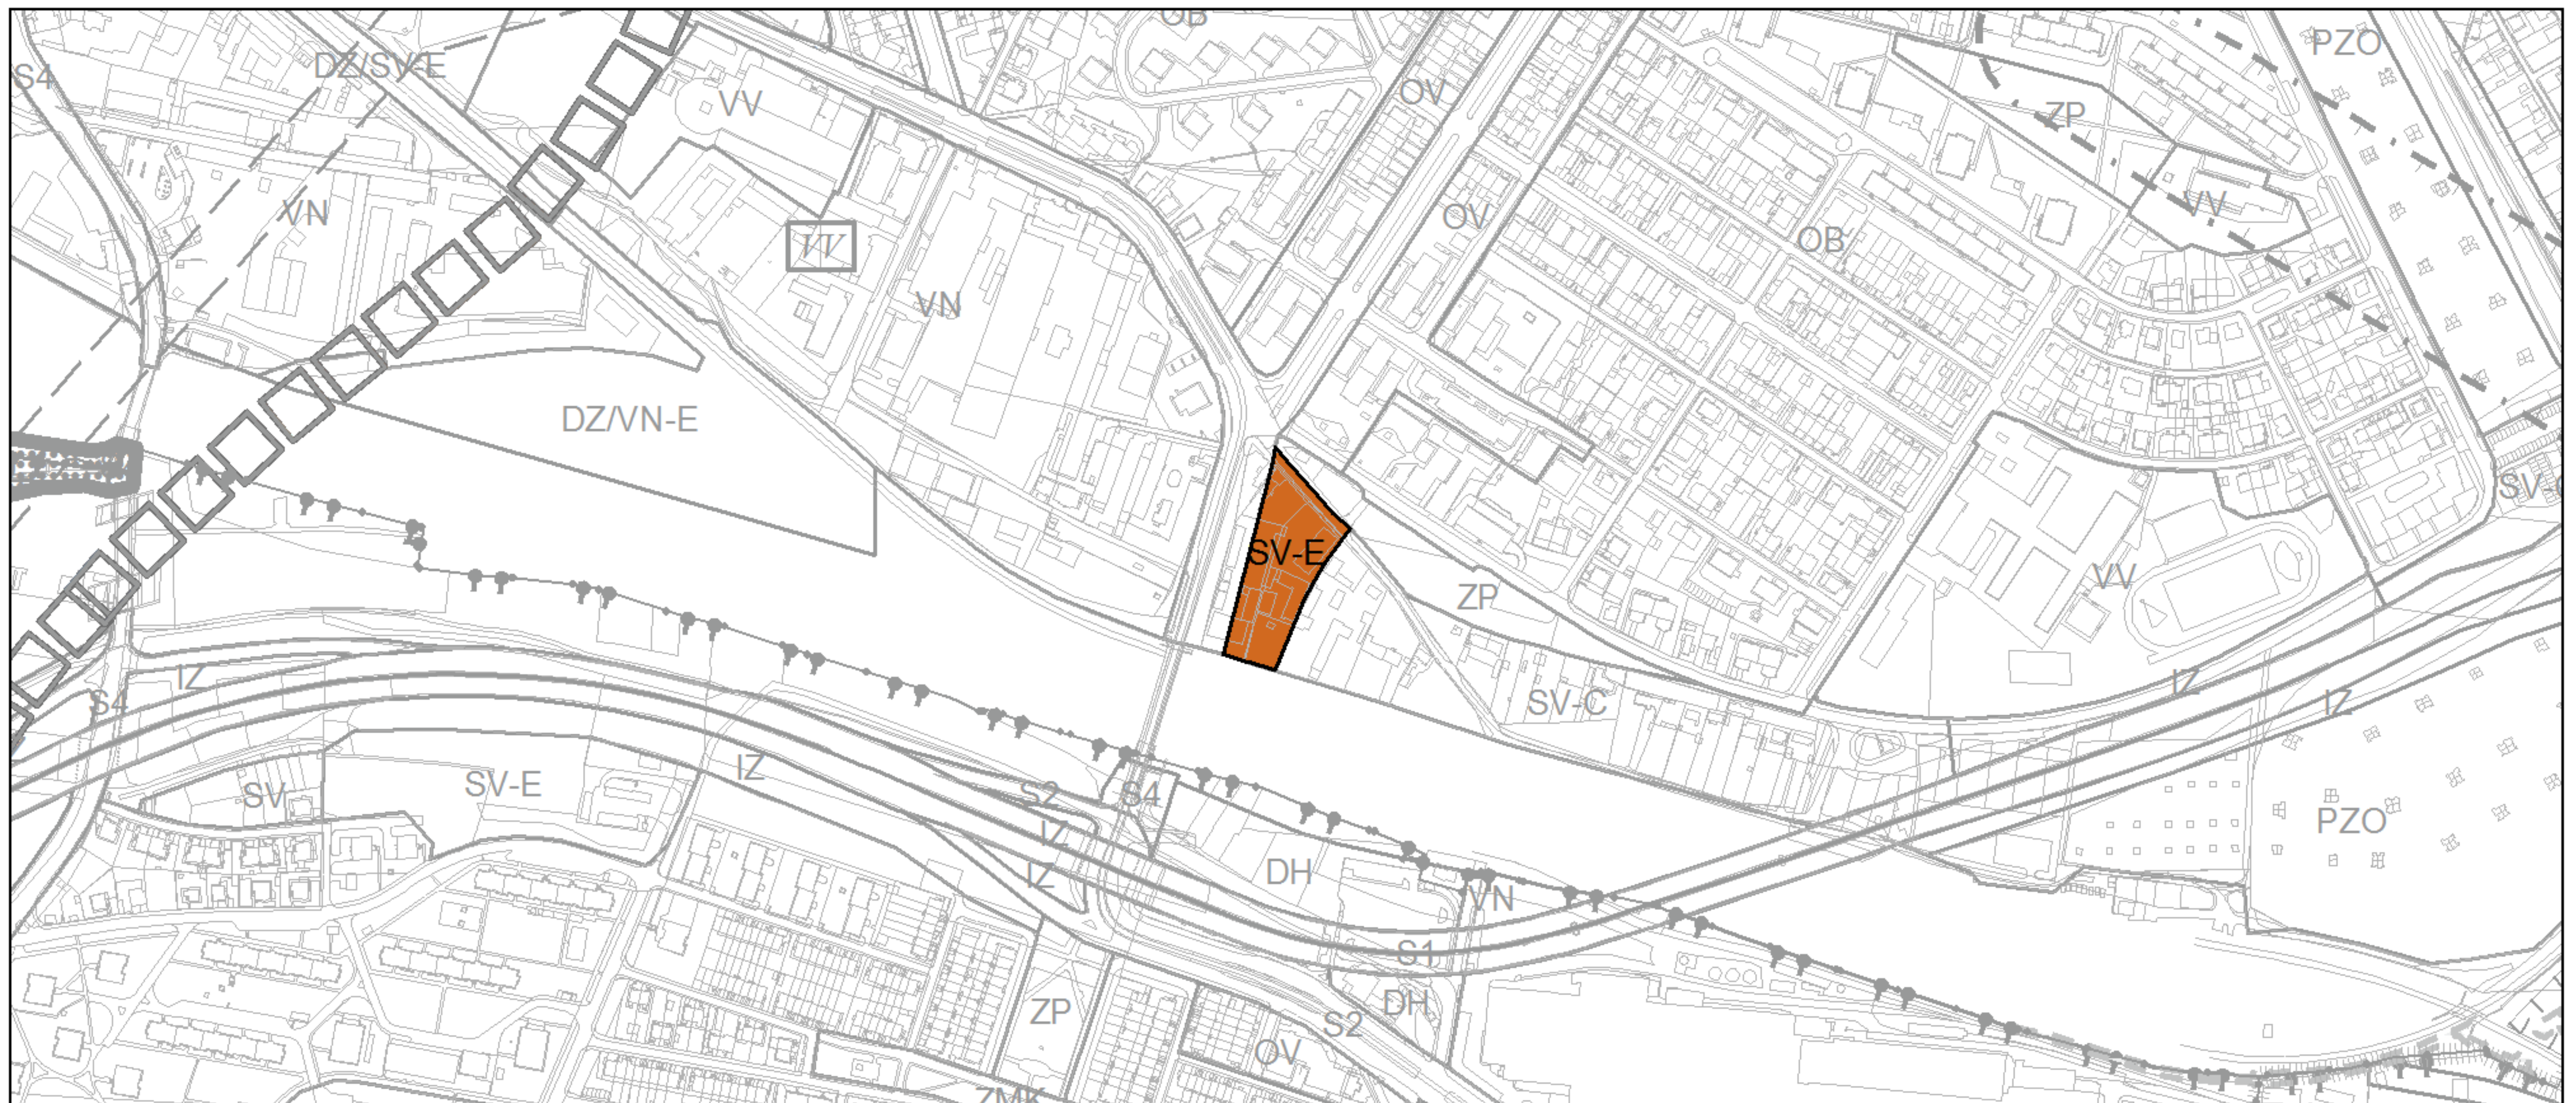 OB
DZ/SV-E
S4
PZO
OV
VV
ZP
VN
VV
OV
VV
OB
VN
DZ/VN-E
SV-E
VV
ZP
IZ
S4
SV-C
IZ
IZ
IZ
SV
SV-E
S2
S4
PZO
IZ
IZ
DH
VN
S1
DH
ZP
S2
OV
ZMK